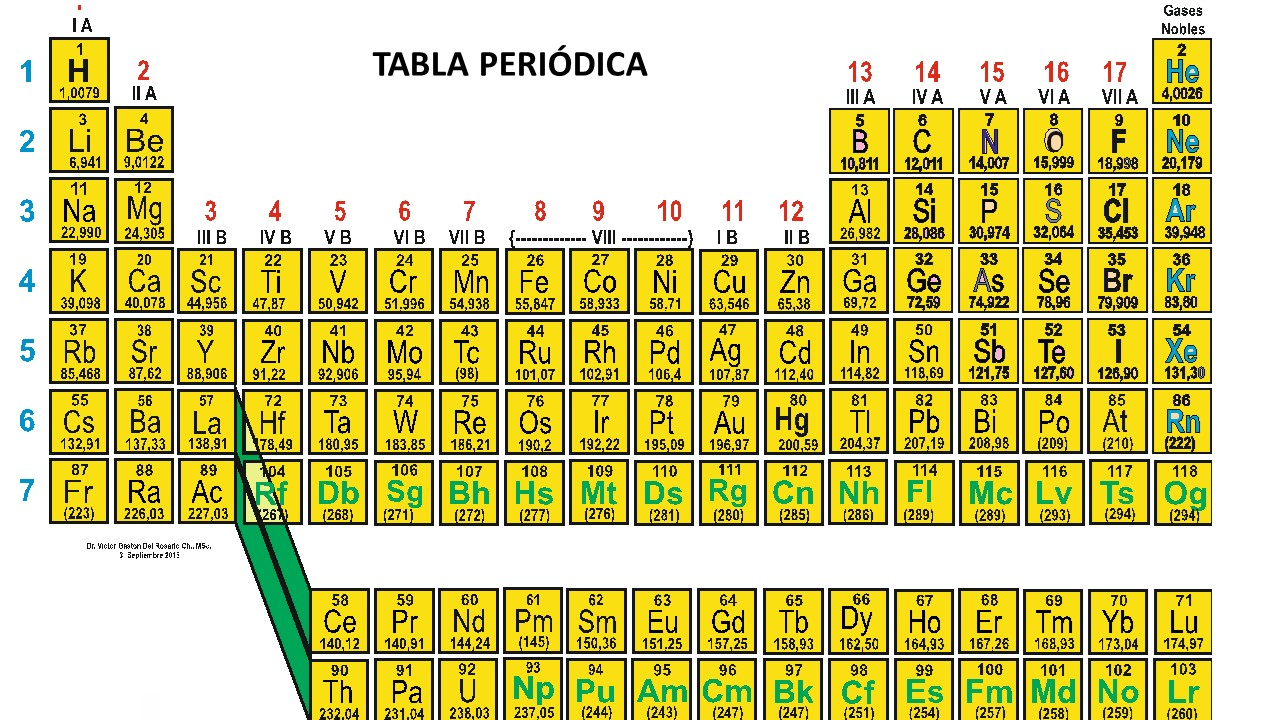 Gases
I A Nobles
1 2
H TABLA PERIÓDICA He
1 1,0079 2 13 14 15 16 17 4,0026
II A III A IV A V A VI A VII A
3 4 5 6 7 8 9 10
2 Li Be B C N O F Ne
6,941 9,0122 10,811 12,011 14,007 15,999 18,998 20,179
11 12 13 14 15 16 17 18
3 Na Mg 3 4 5 6 7 8 9 10 11 12 Al Si P S Cl Ar
22,990 24,305 26,982 28,086 30,974 32,064 35,453 39,948
III B IV B V B VI B VII B {------------- VIII ------------} I B II B
19 20 21 22 23 24 25 26 27 28 29 30 31 32 33 34 35 36
4 K Ca Sc Ti V Cr Mn Fe Co Ni Cu Zn Ga Ge As Se Br Kr
39,098 40,078 44,956 47,87 50,942 51,996 54,938 55,847 58,933 58,71 63,546 65,38 69,72 72,59 74,922 78,96 79,909 83,80
37 38 39 40 41 42 43 44 45 46 47 48 49 50 51 52 53 54
5 Rb Sr Y Zr Nb Mo Tc Ru Rh Pd Ag Cd In Sn Sb Te I Xe
85,468 87,62 88,906 91,22 92,906 95,94 (98) 101,07 102,91 106,4 107,87 112,40 114,82 118,69 121,75 127,60 126,90 131,30
55 56 57 72 73 74 75 76 77 78 79 80 81 82 83 84 85 86
6 Cs Ba La Hf Ta W Re Os Ir Pt Au Hg Tl Pb Bi Po At Rn
132,91 137,33 138,91 178,49 180,95 183,85 186,21 190,2 192,22 195,09 196,97 200,59 204,37 207,19 208,98 (209) (210) (222)
87 88 89 104 105 106 107 108 109 110 111 112 113 114 115 116 117 118
7 Fr Ra Ac Rf Db Sg Bh Hs Mt Ds Rg Cn Nh Fl Mc Lv Ts Og
(223) 226,03 227,03 (267) (268) (271) (272) (277) (276) (281) (280) (285) (286) (289) (289) (293) (294) (294)
Dr. Victor Gaston Del Rosario Ch., MSc.
Septiembre
58 59 60 61 62 63 64 65 66 67 68 69 70 71
Ce Pr Nd Pm Sm Eu Gd Tb Dy Ho Er Tm Yb Lu
140,12 140,91 144,24 (145) 150,36 151,25 157,25 158,93 162,50 164,93 167,26 168,93 173,04 174,97
90 91 92 93 94 95 96 97 98 99 100 101 102 103
Th Pa U Np Pu Am Cm Bk Cf Es Fm Md No Lr
232,04 231,04 238,03 237,05 (244) (243) (247) (247) (251) (254) (257) (258) (259) (260)